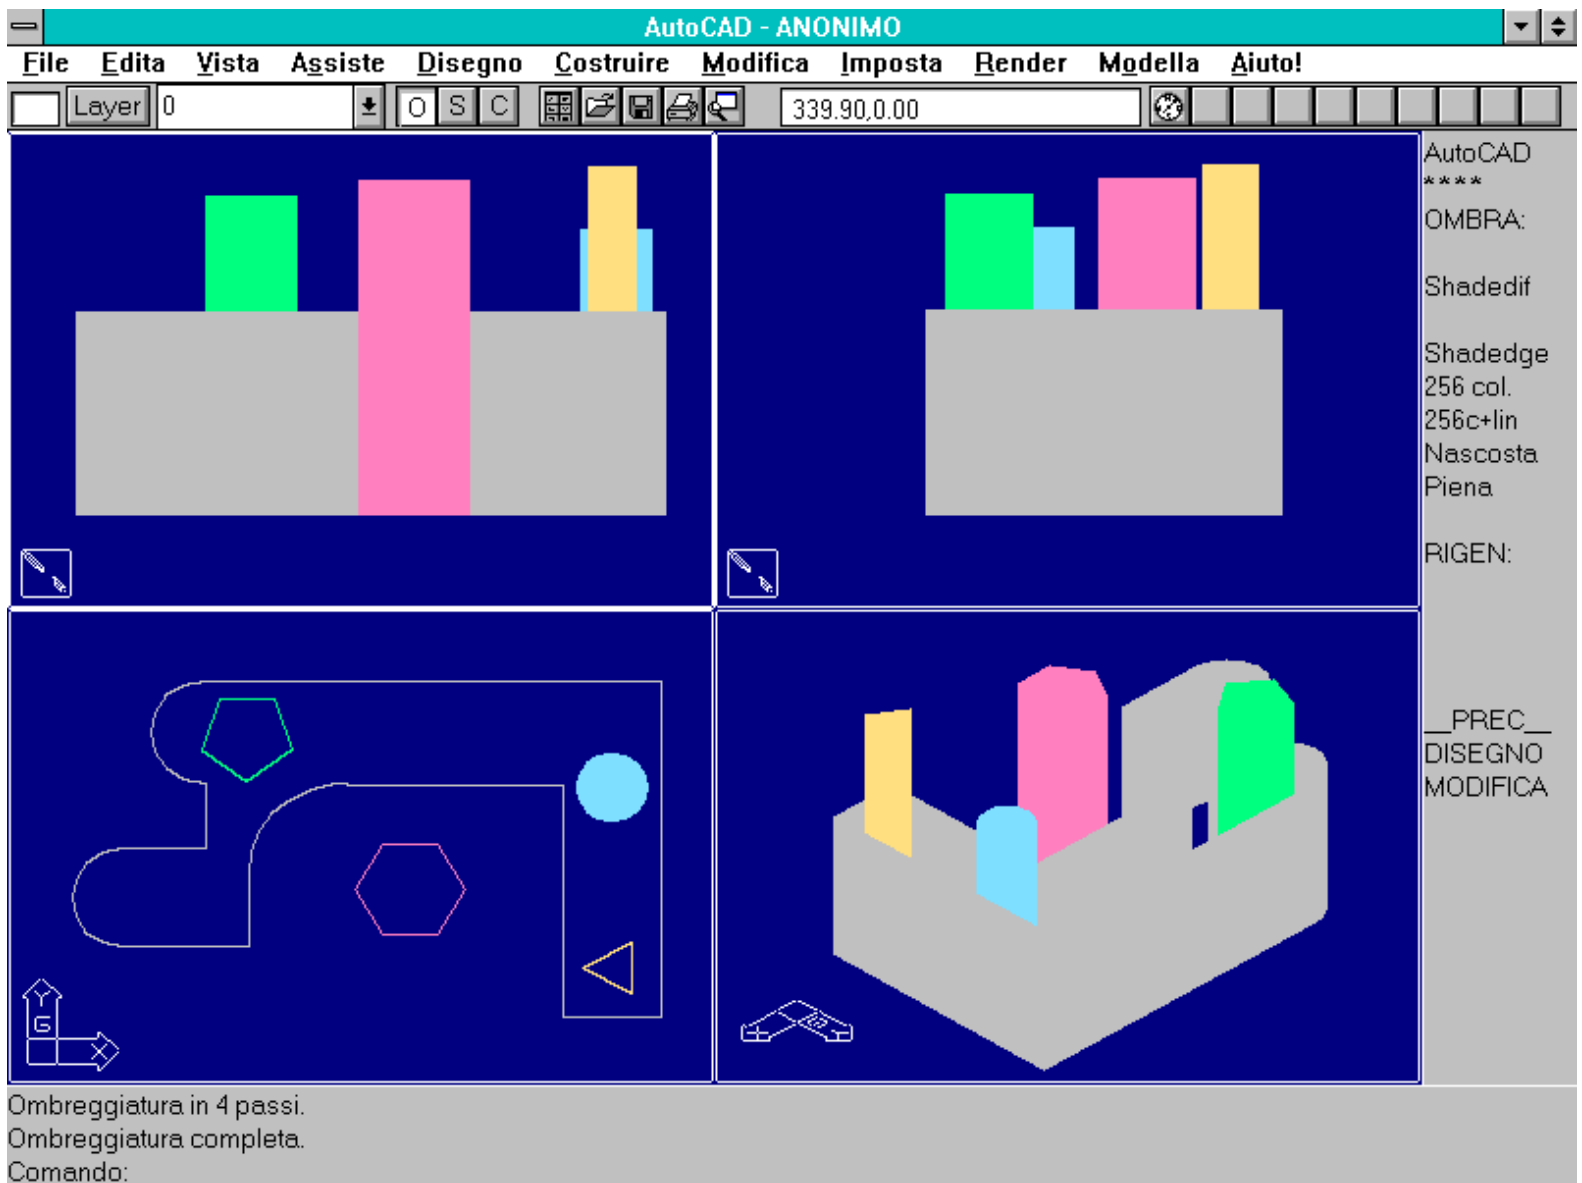 AutoCAD - ANONIMO
File Edita Vista Assiste Disegno Costruire Modifica Imposta Render Modella Aiuto!
Layer 0 O S C 339.90,0.00
AutoCAD
****
OMBRA:
Shadedif
Shadedge
256 col.
256c+lin
Nascosta
Piena
RIGEN:
__PREC__
DISEGNO
MODIFICA
Y
G
X
Ombreggiatura in 4 passi.
Ombreggiatura completa.
Comando: